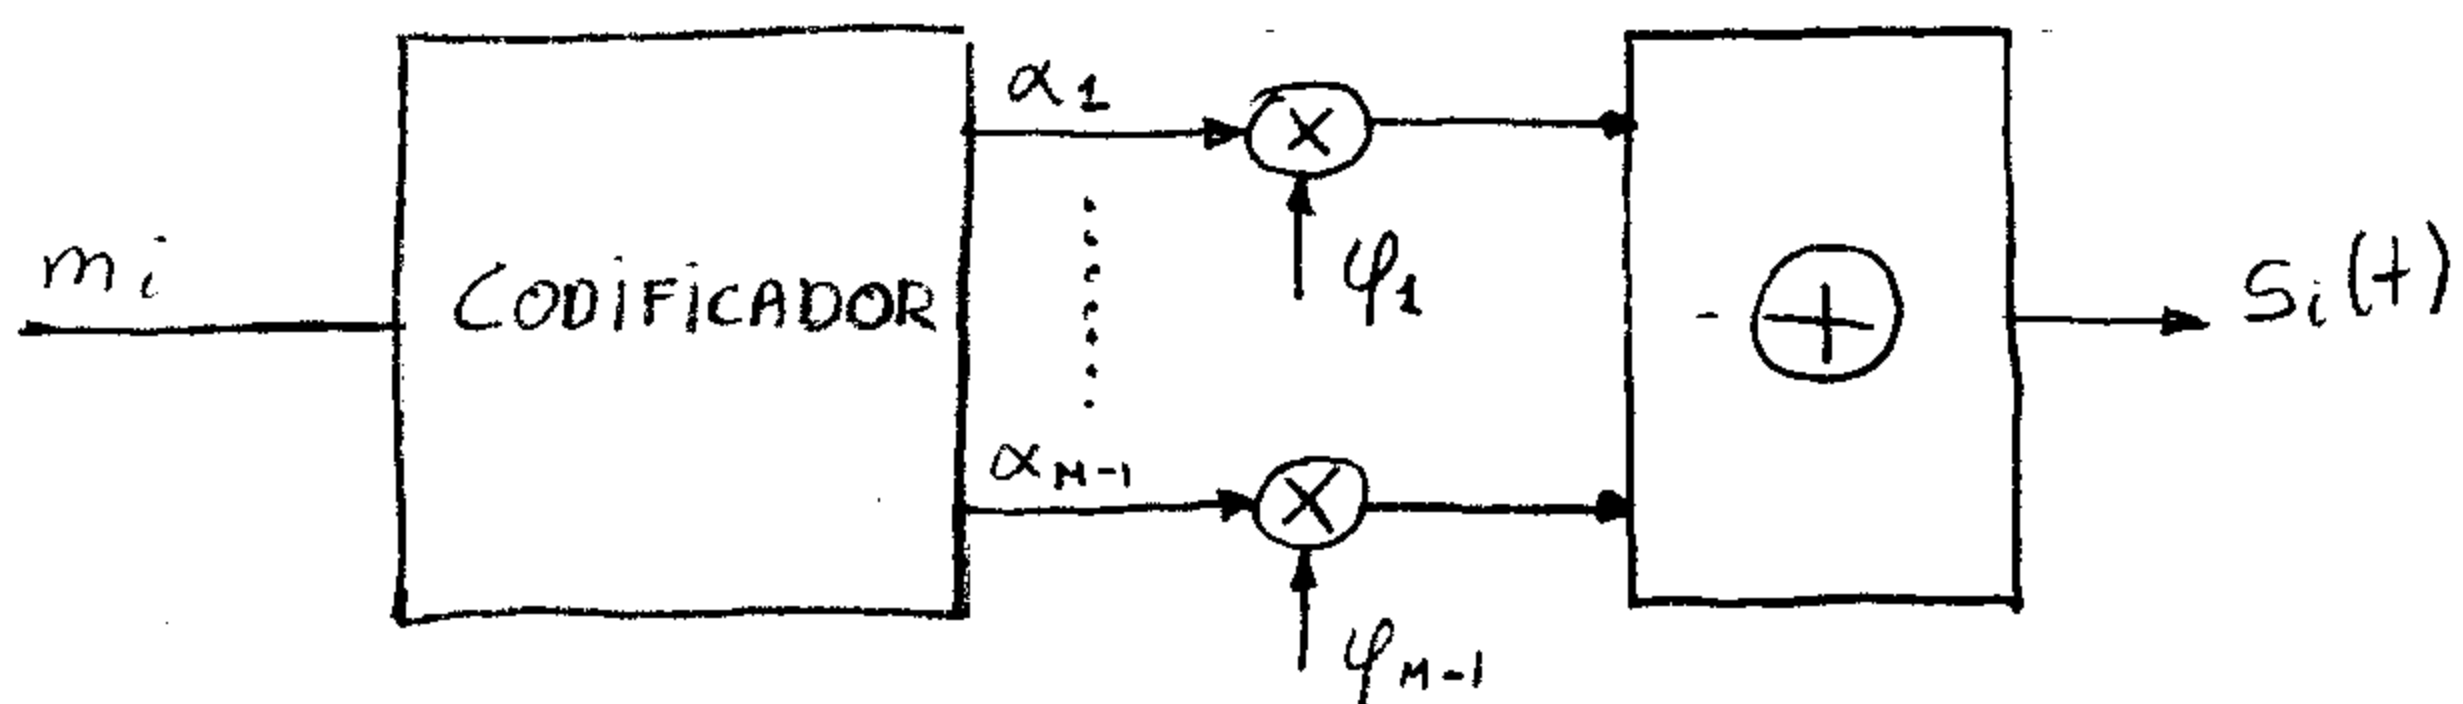 mi
CODIFICADOR
α1
×
φ1
αM-1
×
φM-1
+
Si(t)